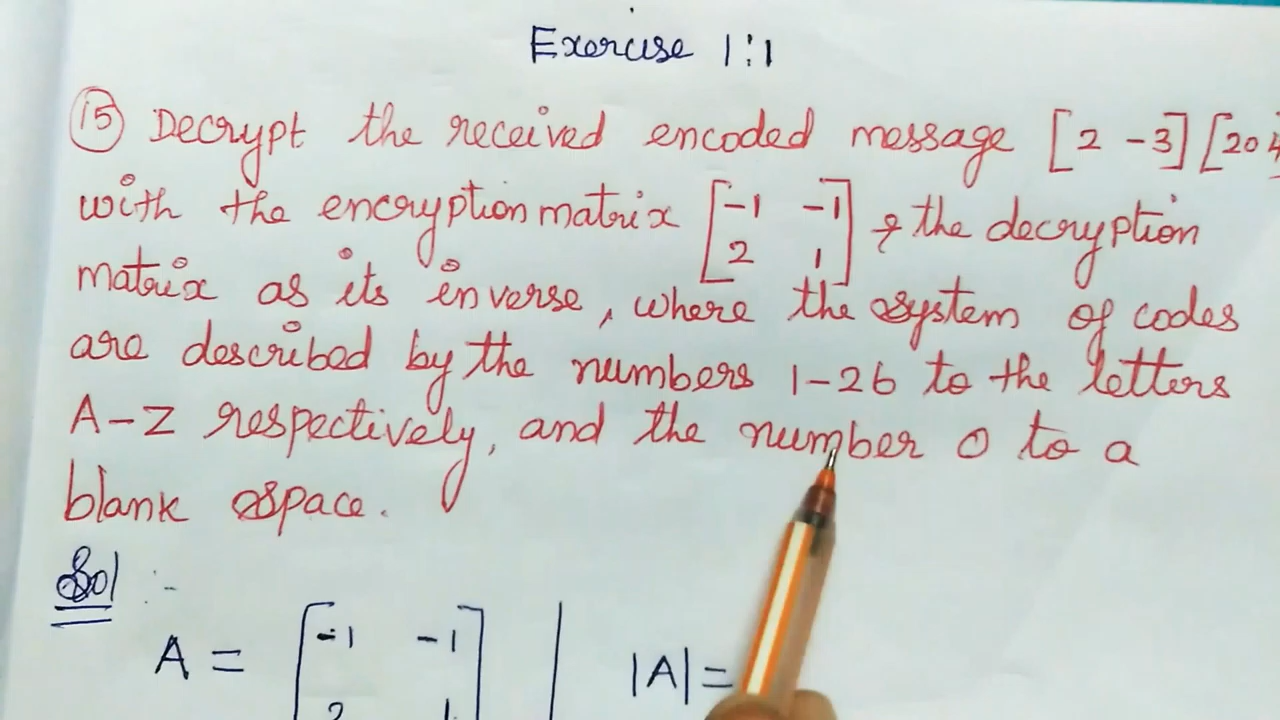 Exercise 1:1
15 Decrypt the received encoded message [2 -3] [20
with the encryption matrix [-1 -1
2 1] & the decryption
matrix as its inverse, where the system of codes
are described by the numbers 1-26 to the letters
A-Z respectively, and the number 0 to a
blank space.
Sol :-
A = [-1 -1 |A| =
2 1